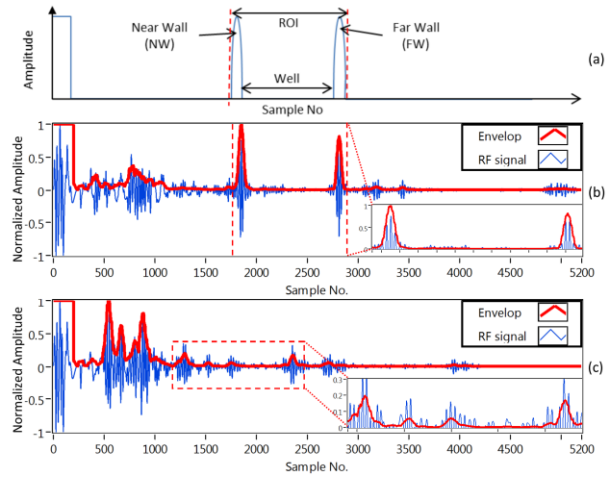 Near Wall
(NW)
ROI
Far Wall
(FW)
Well
Amplitude
Sample No
(a)
1
0.5
0
-0.5
-1
Normalized Amplitude
Envelop
RF signal
(b)
1
0.5
0
0 500 1000 1500 2000 2500 3000 3500 4000 4500 5200
Sample No.
1
0.5
0
-0.5
-1
Normalized Amplitude
Envelop
RF signal
(c)
0.3
0.2
0.1
0
0 500 1000 1500 2000 2500 3000 3500 4000 4500 5200
Sample No.